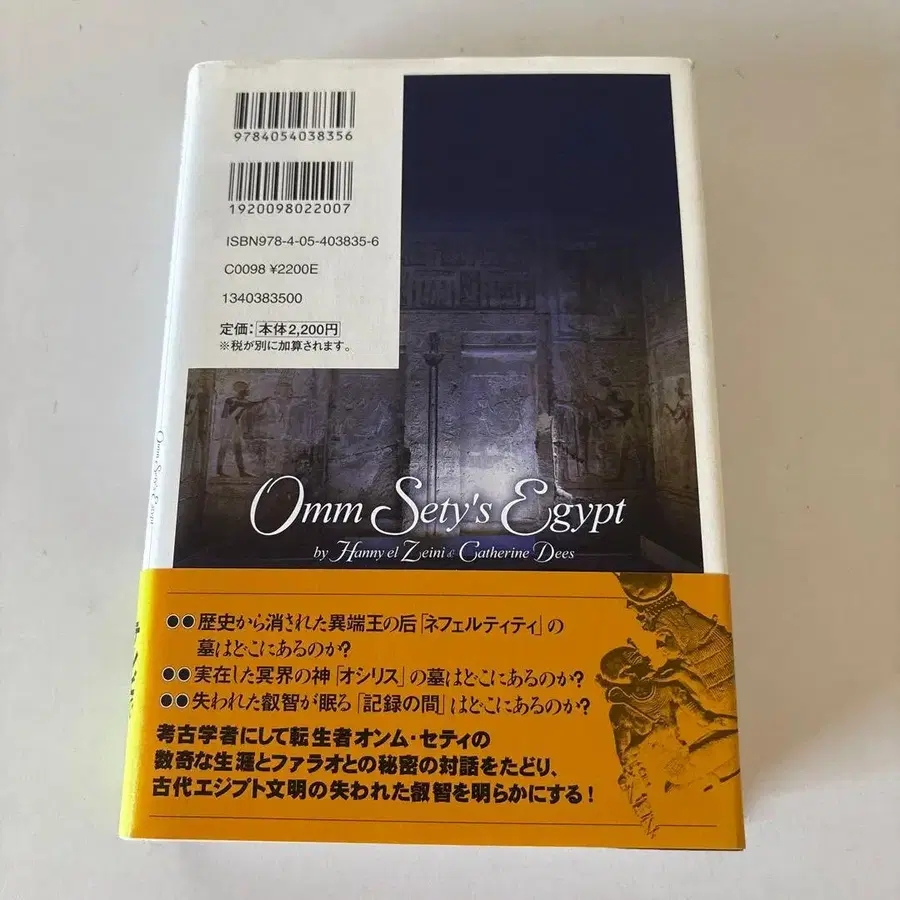 9784054038356
1920098022007
ISBN978-4-05-403835-6
C0098 ¥2200E
1340383500
定価：本体2,200円
※税が別に加算されます。
Omm Sety's Egypt
Omm Sety's Egypt
by Hanny el Zeini & Catherine Dees
●●歴史から消された異端王の后「ネフェルティティ」の
墓はどこにあるのか？
●●実在した冥界の神「オシリス」の墓はどこにあるのか？
●●失われた叡智が眠る「記録の間」はどこにあるのか？
考古学者にして転生者オンム・セティの
数奇な生涯とファラオとの秘密の対話をたどり、
古代エジプト文明の失われた叡智を明らかにする！